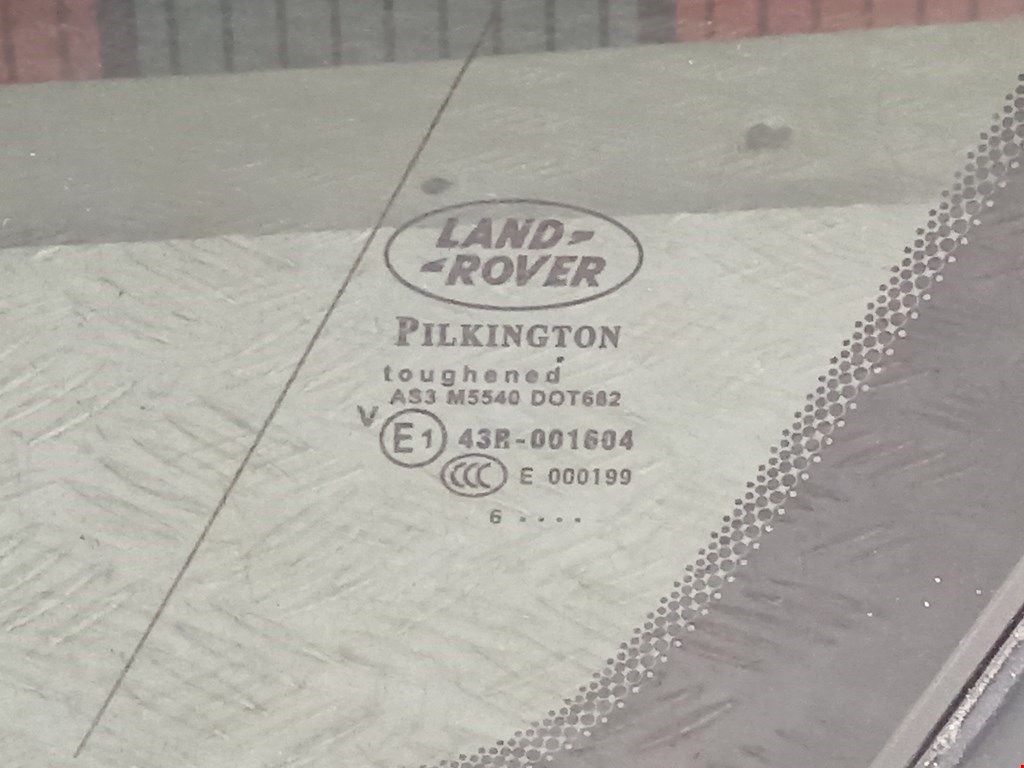 LAND
ROVER
PILKINGTON
toughened
AS3 M5540 DOT682
V E1 43R-001604
CCC E 000199
6 ....